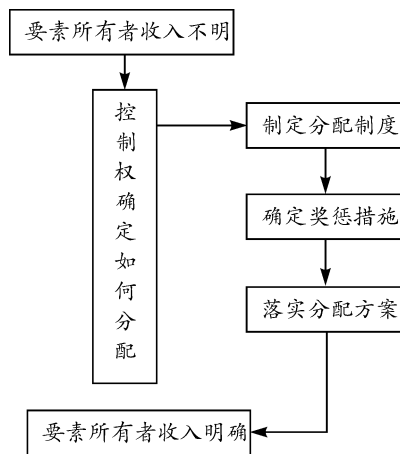 要素所有者收入不明
控制权确定如何分配
制定分配制度
确定奖惩措施
落实分配方案
要素所有者收入明确